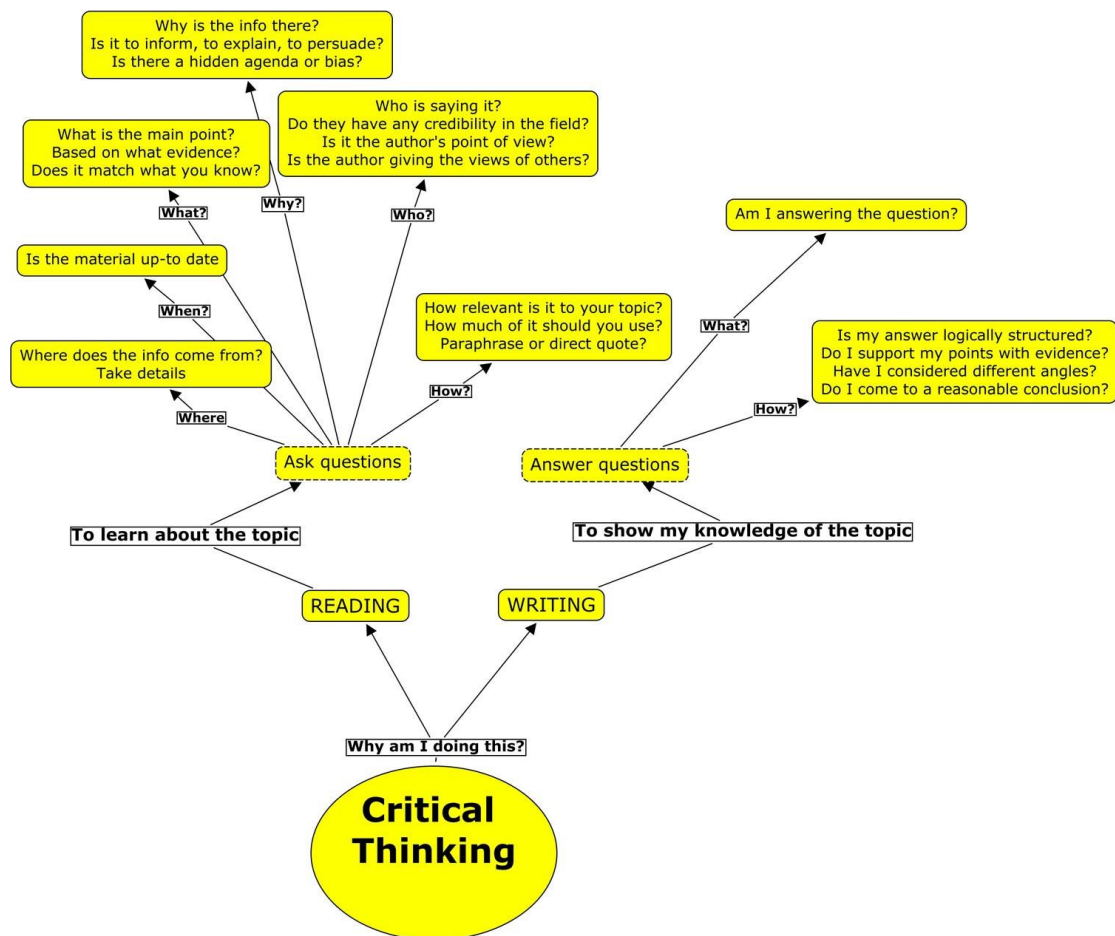 Why is the info there?
Is it to inform, to explain, to persuade?
Is there a hidden agenda or bias?
Who is saying it?
Do they have any credibility in the field?
Is it the author's point of view?
Is the author giving the views of others?
What is the main point?
Based on what evidence?
Does it match what you know?
What?
Why?
Who?
Am I answering the question?
Is the material up-to date
When?
How relevant is it to your topic?
How much of it should you use?
Paraphrase or direct quote?
What?
Is my answer logically structured?
Do I support my points with evidence?
Have I considered different angles?
Do I come to a reasonable conclusion?
Where does the info come from?
Take details
Where
How?
How?
Ask questions
Answer questions
To learn about the topic
To show my knowledge of the topic
READING
WRITING
Why am I doing this?
Critical
Thinking